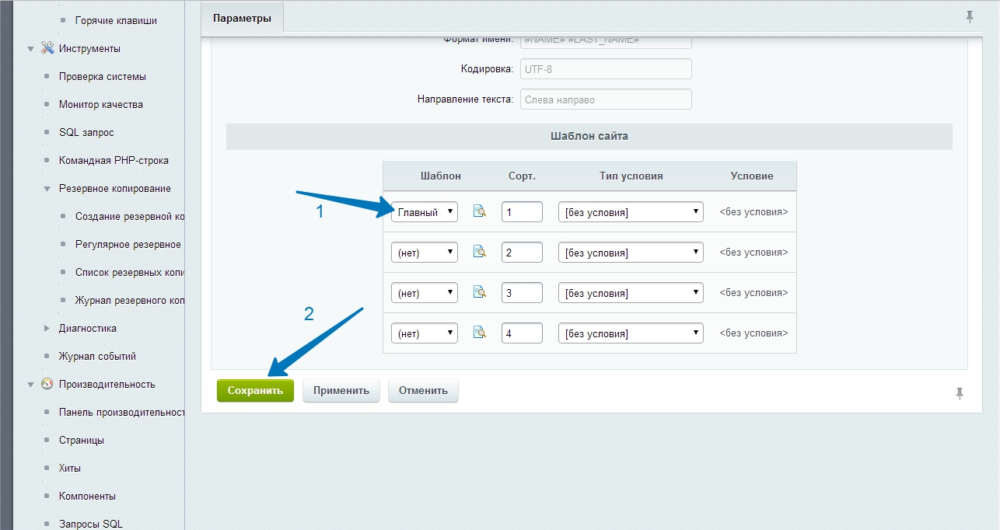 Горячие клавиши
Инструменты
Проверка системы
Монитор качества
SQL запрос
Командная PHP-строка
Резервное копирование
Создание резервной ко
Регулярное резервное
Список резервных копи
Журнал резервного коп
Диагностика
Журнал событий
Производительность
Панель производительност
Страницы
Хиты
Компоненты
Запросы SQL
Параметры
Формат имени: #NAME# #LAST_NAME#
Кодировка: UTF-8
Направление текста: Слева направо
Шаблон сайта
Шаблон Сорт. Тип условия Условие
1 Главный 1 [без условия] <без условия>
(нет) 2 [без условия] <без условия>
(нет) 3 [без условия] <без условия>
2
(нет) 4 [без условия] <без условия>
Сохранить Применить Отменить